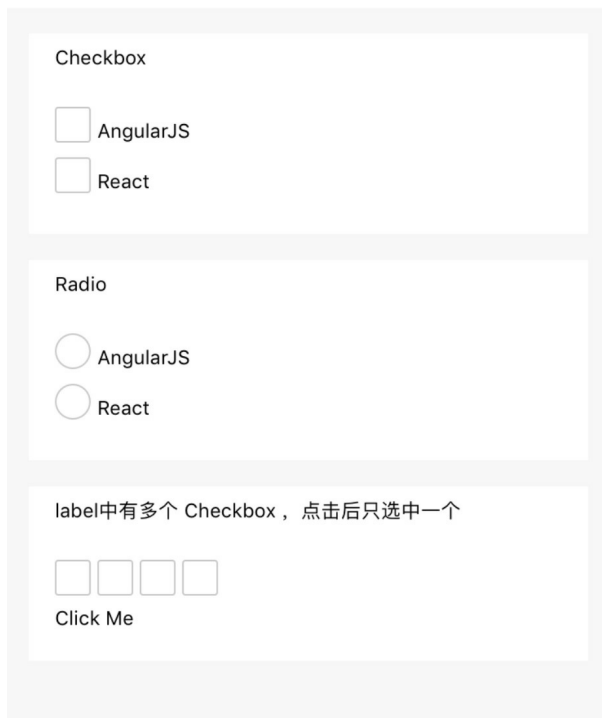 Checkbox
AngularJS
React
Radio
AngularJS
React
label中有多个 Checkbox ，点击后只选中一个
Click Me